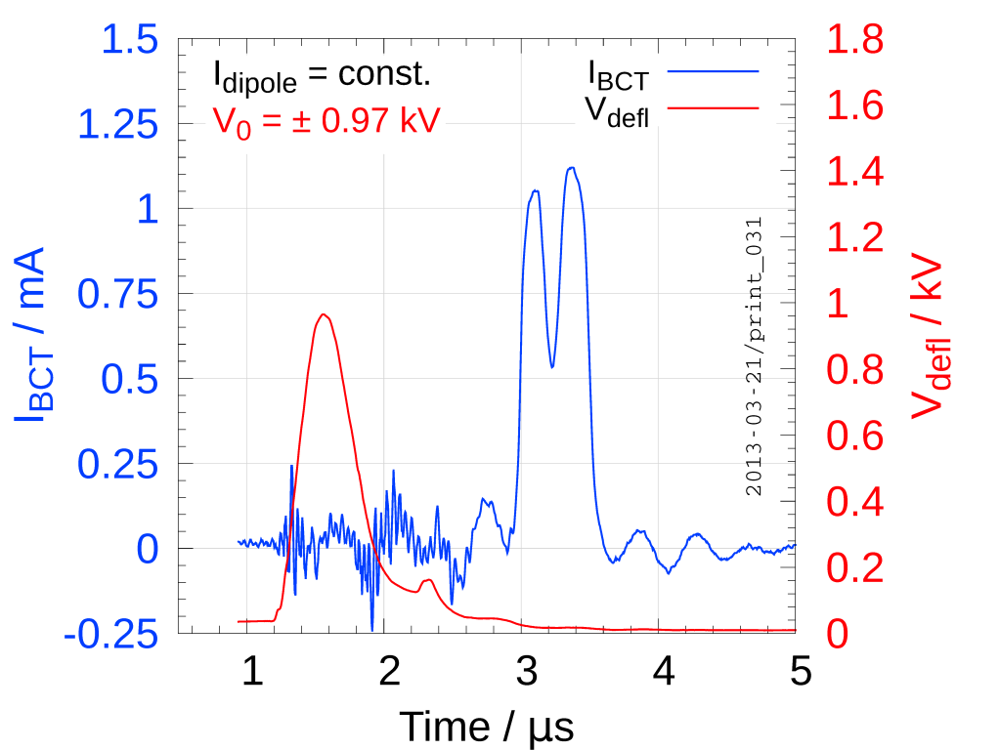 I_dipole = const.
V_0 = ± 0.97 kV
I_BCT
V_defl
1.5
1.25
1
0.75
0.5
0.25
0
-0.25
I_BCT / mA
1.8
1.6
1.4
1.2
1
0.8
0.6
0.4
0.2
0
V_defl / kV
2013-03-21/print_031
1 2 3 4 5
Time / µs